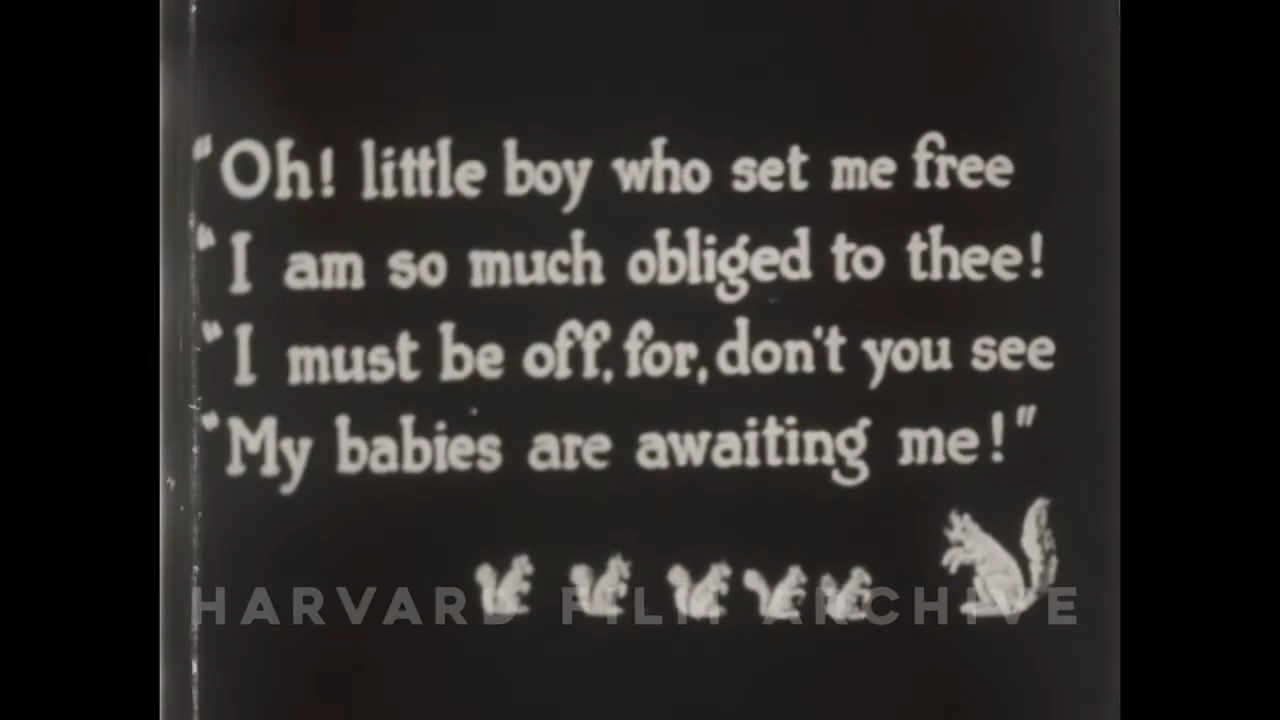 "Oh! little boy who set me free
"I am so much obliged to thee!
"I must be off, for, don't you see
"My babies are awaiting me!"
HARVARD FILM ARCHIVE